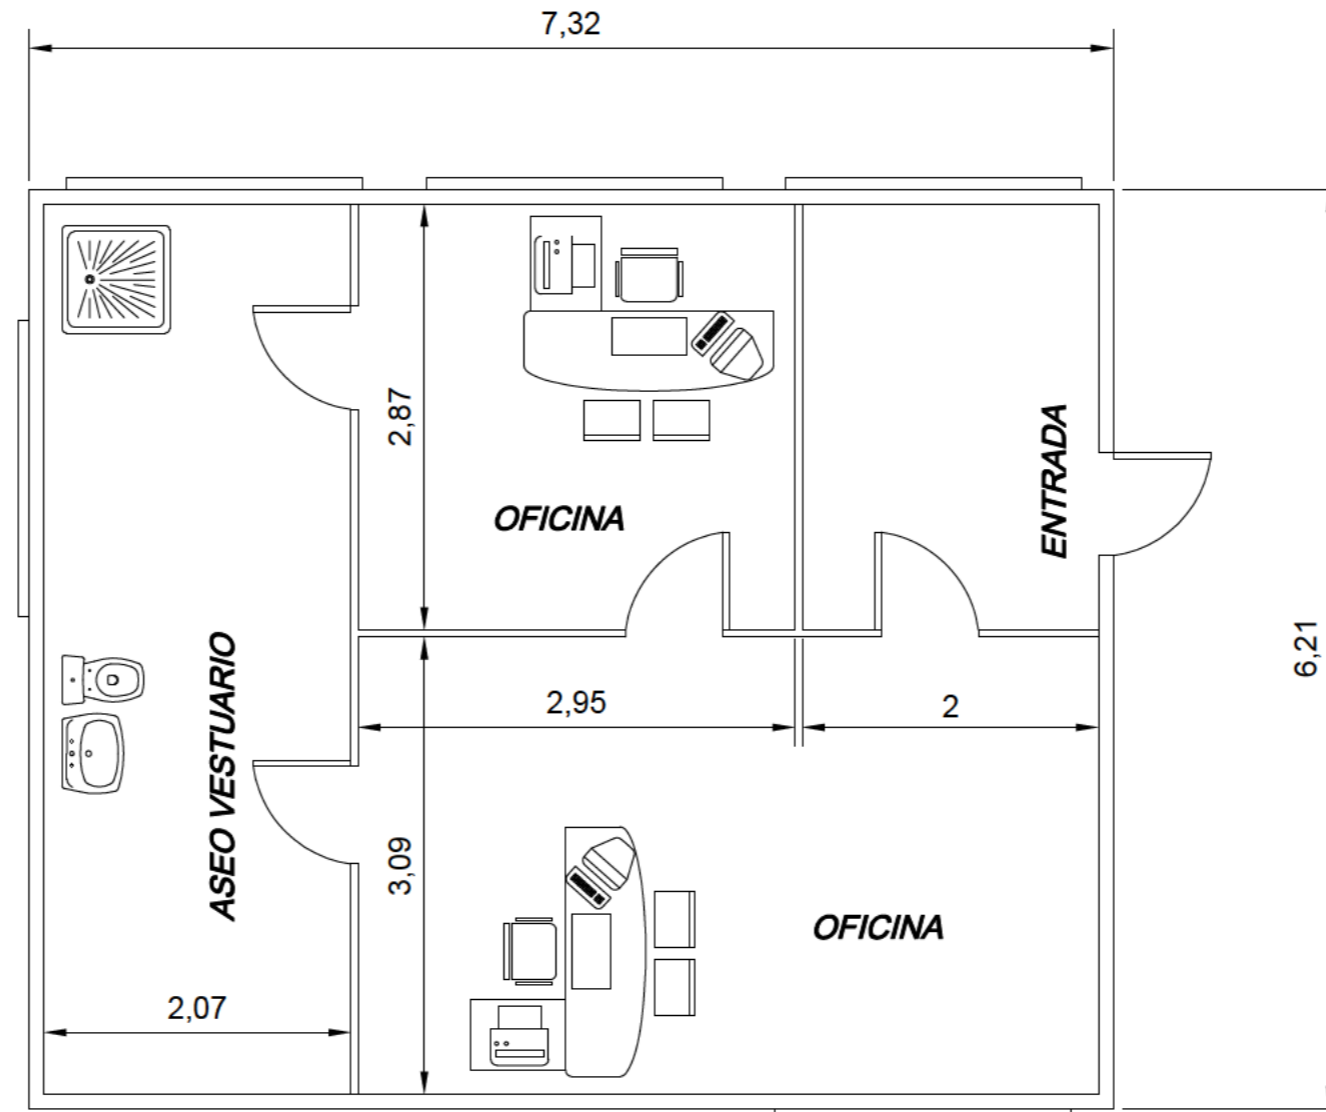 7,32
2,87
OFICINA
ENTRADA
6,21
ASEO VESTUARIO
2,95
2
3,09
OFICINA
2,07